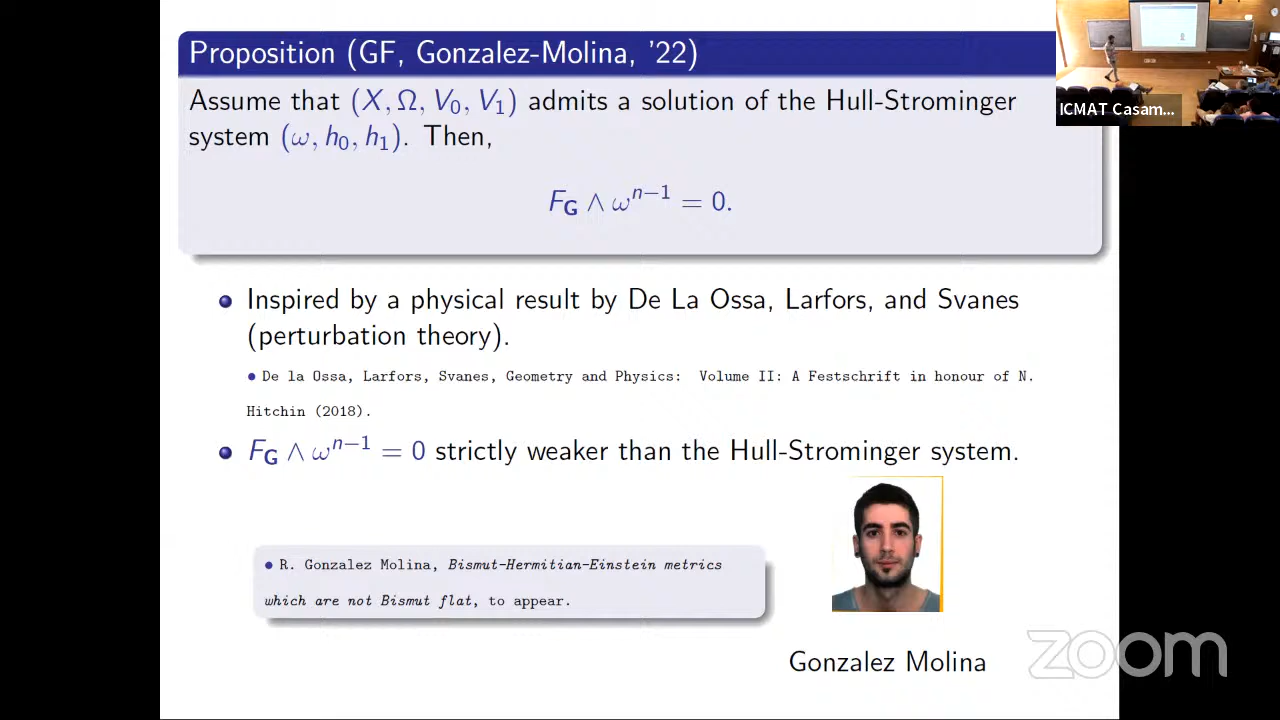 Proposition (GF, Gonzalez-Molina, '22)
Assume that (X, Ω, V₀, V₁) admits a solution of the Hull-Strominger
system (ω, h₀, h₁). Then,
F_G ∧ ω^{n−1} = 0.
Inspired by a physical result by De La Ossa, Larfors, and Svanes
(perturbation theory).
De la Ossa, Larfors, Svanes, Geometry and Physics: Volume II: A Festschrift in honour of N.
Hitchin (2018).
F_G ∧ ω^{n−1} = 0 strictly weaker than the Hull-Strominger system.
R. Gonzalez Molina, Bismut-Hermitian-Einstein metrics
which are not Bismut flat, to appear.
Gonzalez Molina
ICMAT Casam...
zoom